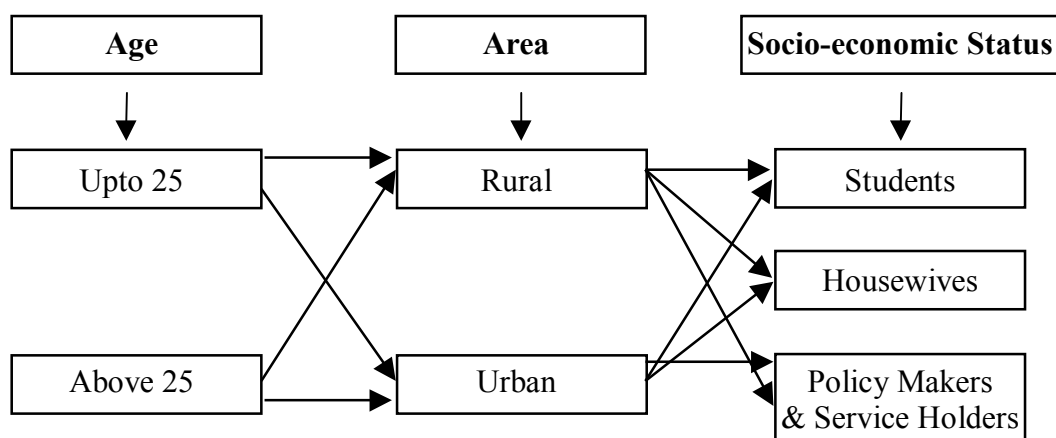 Age
Area
Socio-economic Status
Upto 25
Rural
Students
Housewives
Above 25
Urban
Policy Makers
& Service Holders